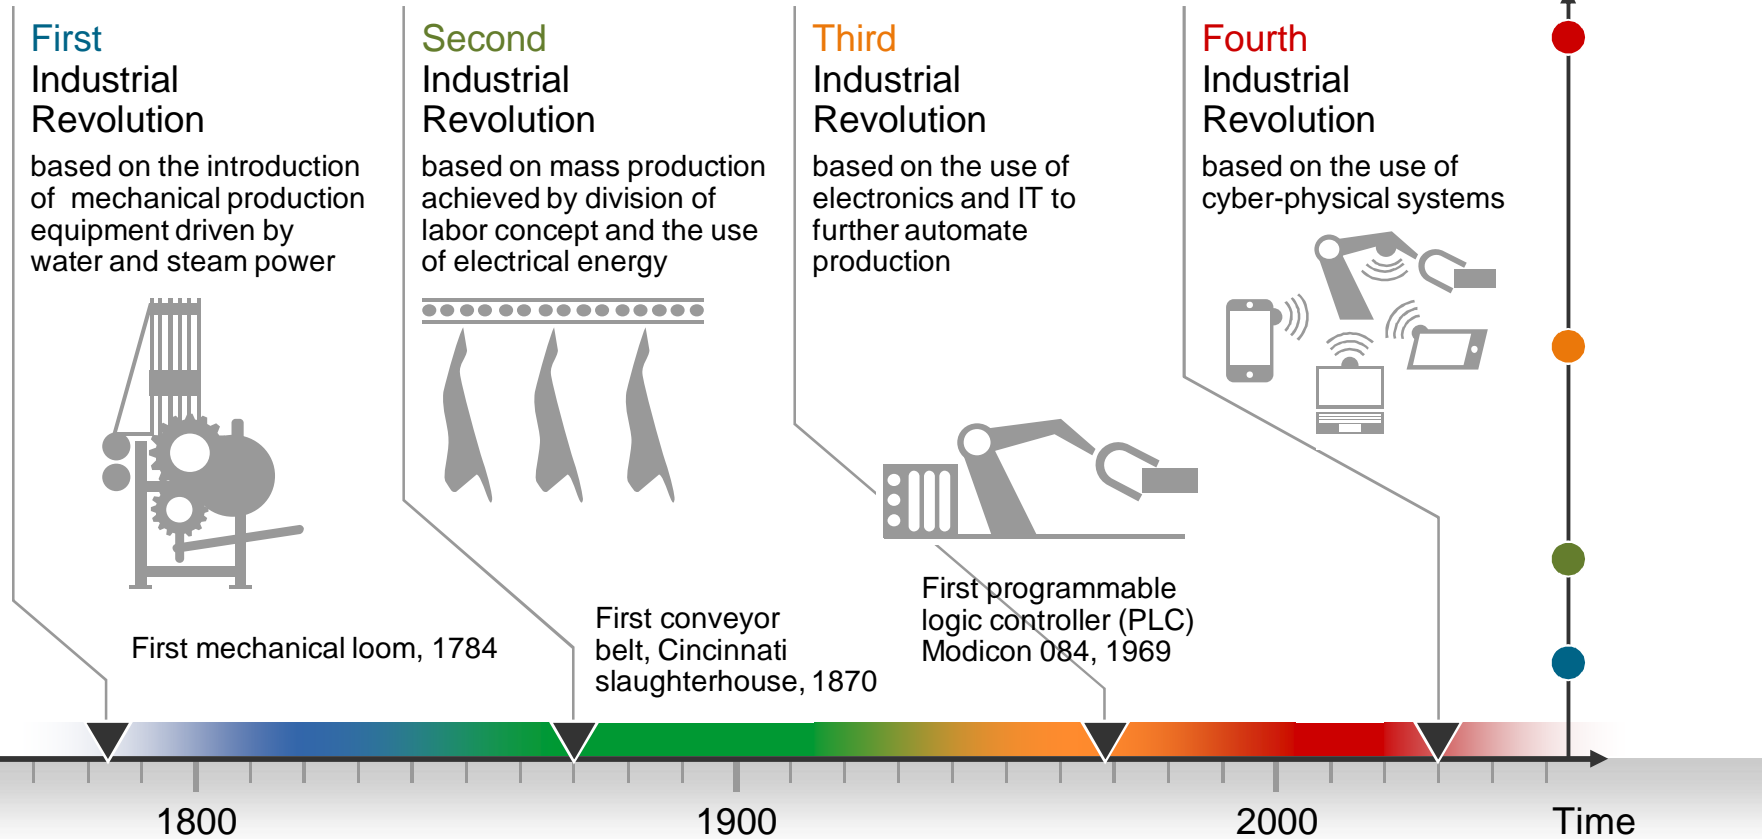 First
Industrial
Revolution
based on the introduction
of mechanical production
equipment driven by
water and steam power
First mechanical loom, 1784
Second
Industrial
Revolution
based on mass production
achieved by division of
labor concept and the use
of electrical energy
First conveyor
belt, Cincinnati
slaughterhouse, 1870
Third
Industrial
Revolution
based on the use of
electronics and IT to
further automate
production
First programmable
logic controller (PLC)
Modicon 084, 1969
Fourth
Industrial
Revolution
based on the use of
cyber-physical systems
1800
1900
2000
Time